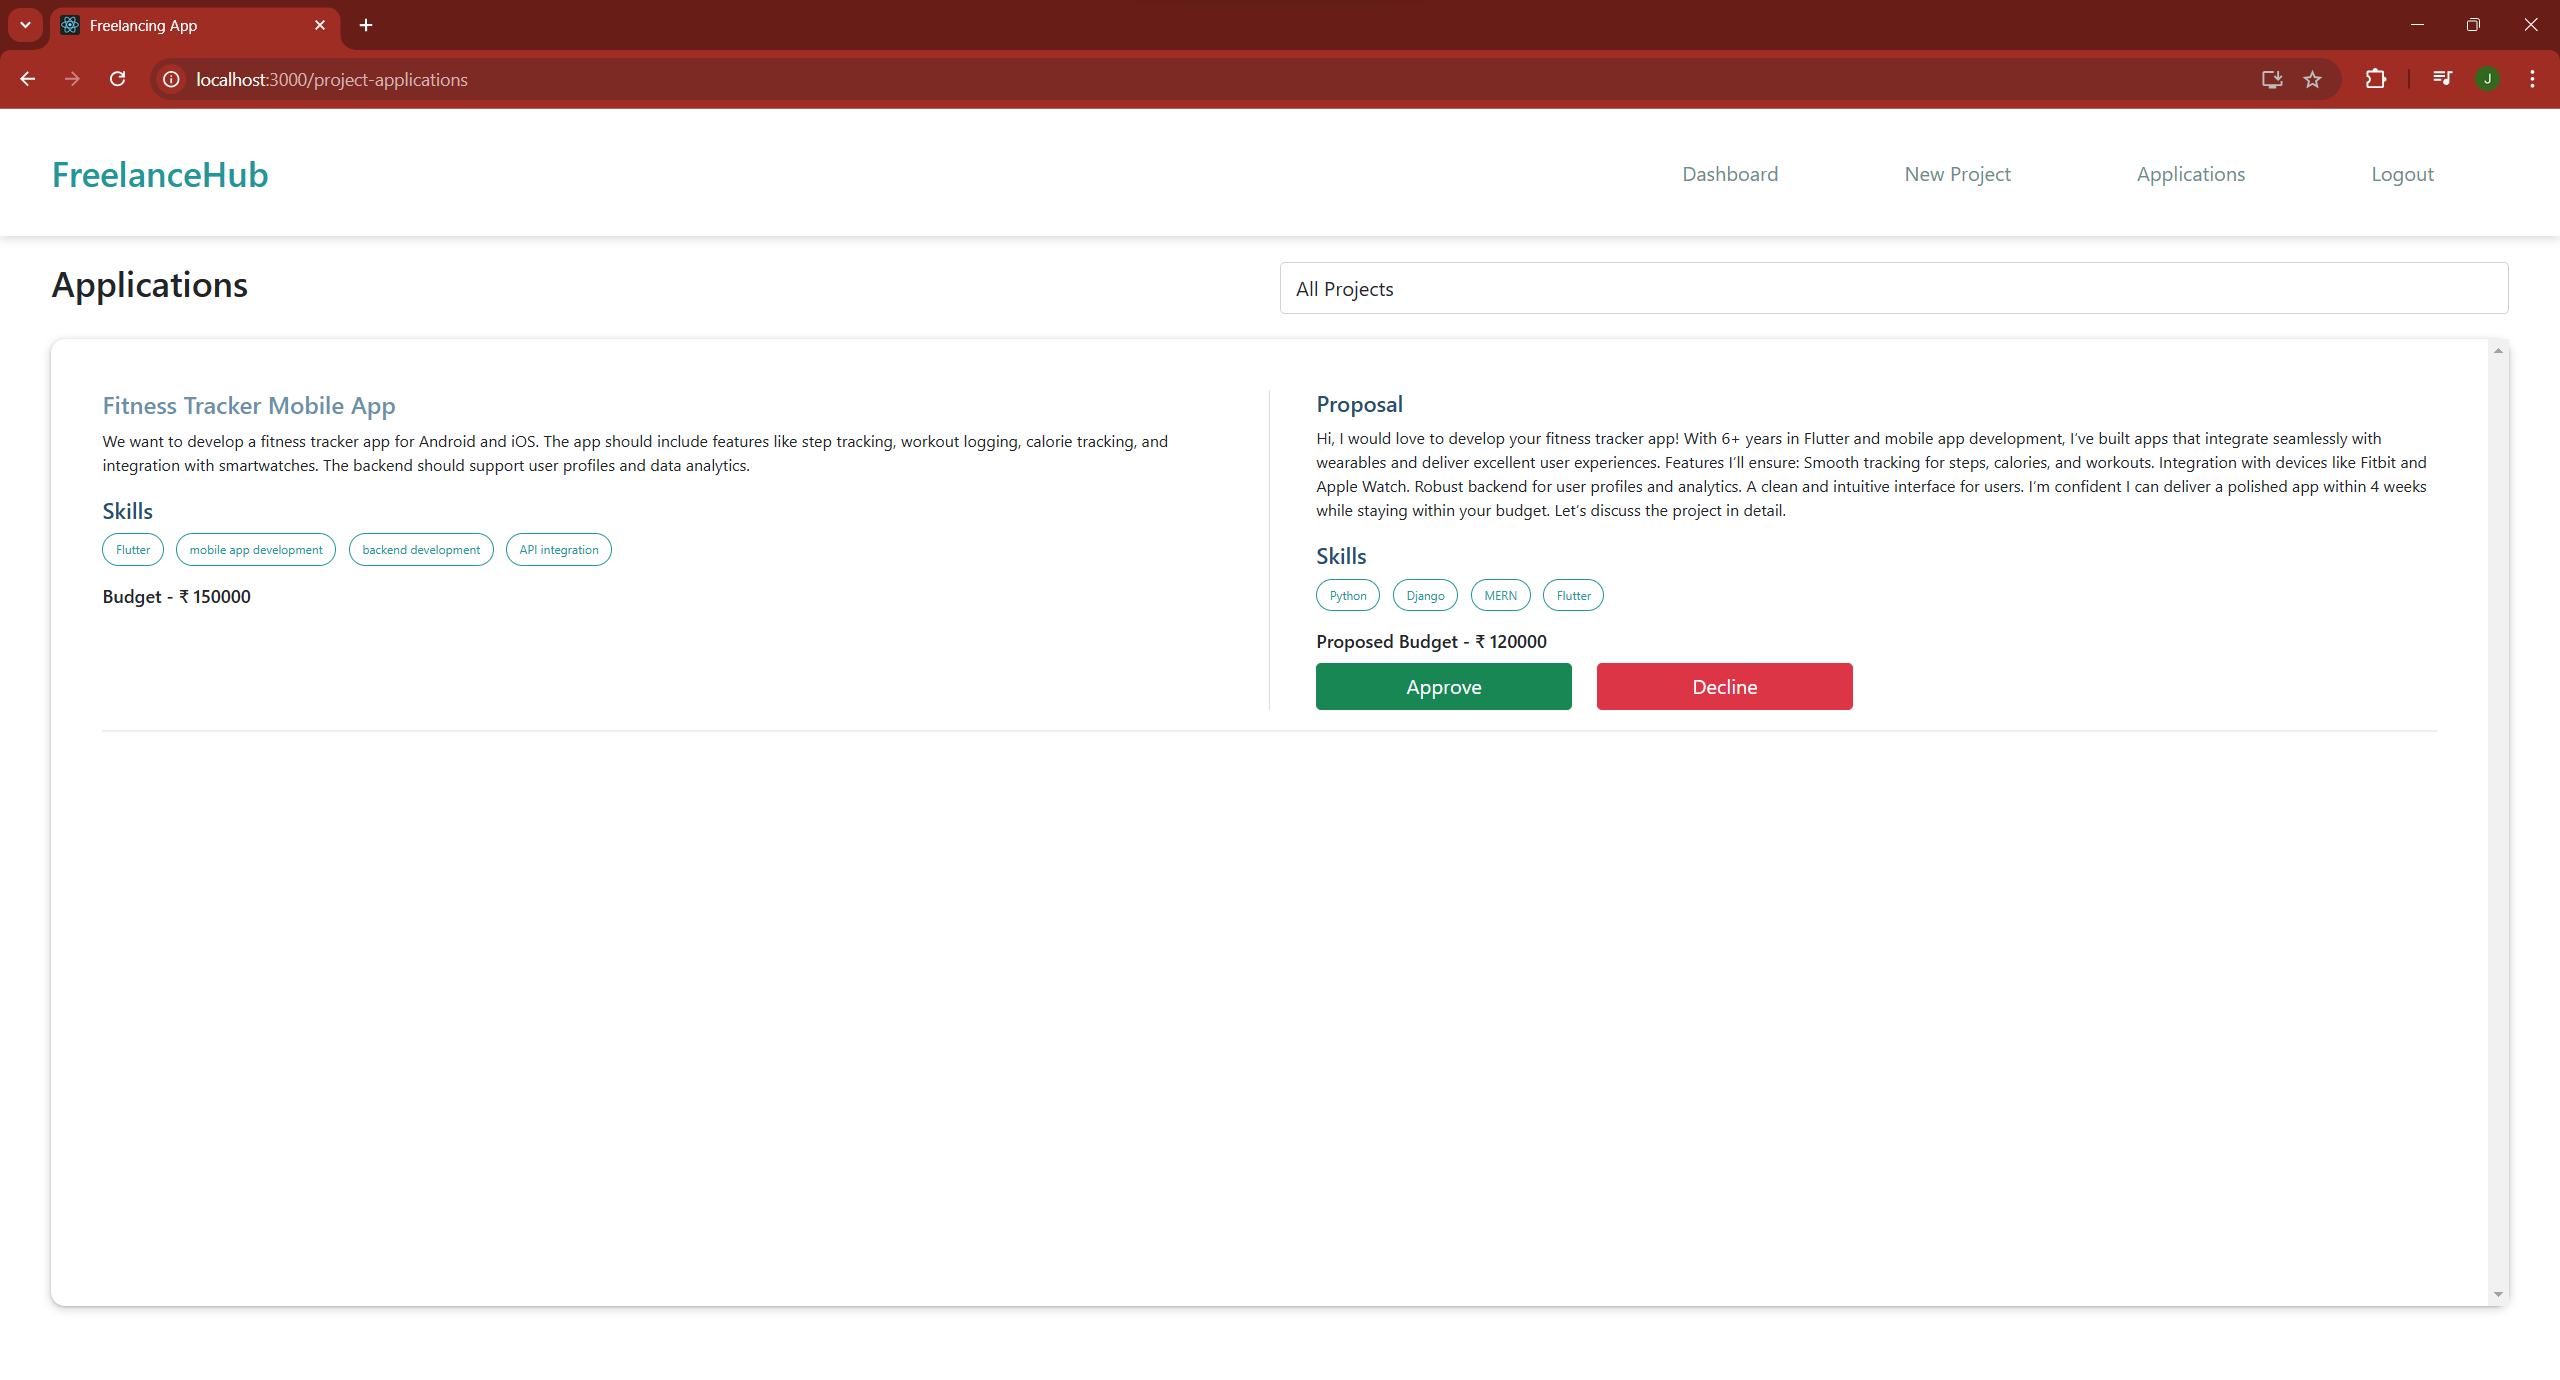 Freelancing App
localhost:3000/project-applications
J
FreelanceHub
Dashboard
New Project
Applications
Logout
Applications
All Projects
Fitness Tracker Mobile App
We want to develop a fitness tracker app for Android and iOS. The app should include features like step tracking, workout logging, calorie tracking, and
integration with smartwatches. The backend should support user profiles and data analytics.
Skills
Flutter
mobile app development
backend development
API integration
Budget - ₹ 150000
Proposal
Hi, I would love to develop your fitness tracker app! With 6+ years in Flutter and mobile app development, I’ve built apps that integrate seamlessly with
wearables and deliver excellent user experiences. Features I’ll ensure: Smooth tracking for steps, calories, and workouts. Integration with devices like Fitbit and
Apple Watch. Robust backend for user profiles and analytics. A clean and intuitive interface for users. I’m confident I can deliver a polished app within 4 weeks
while staying within your budget. Let’s discuss the project in detail.
Skills
Python
Django
MERN
Flutter
Proposed Budget - ₹ 120000
Approve
Decline